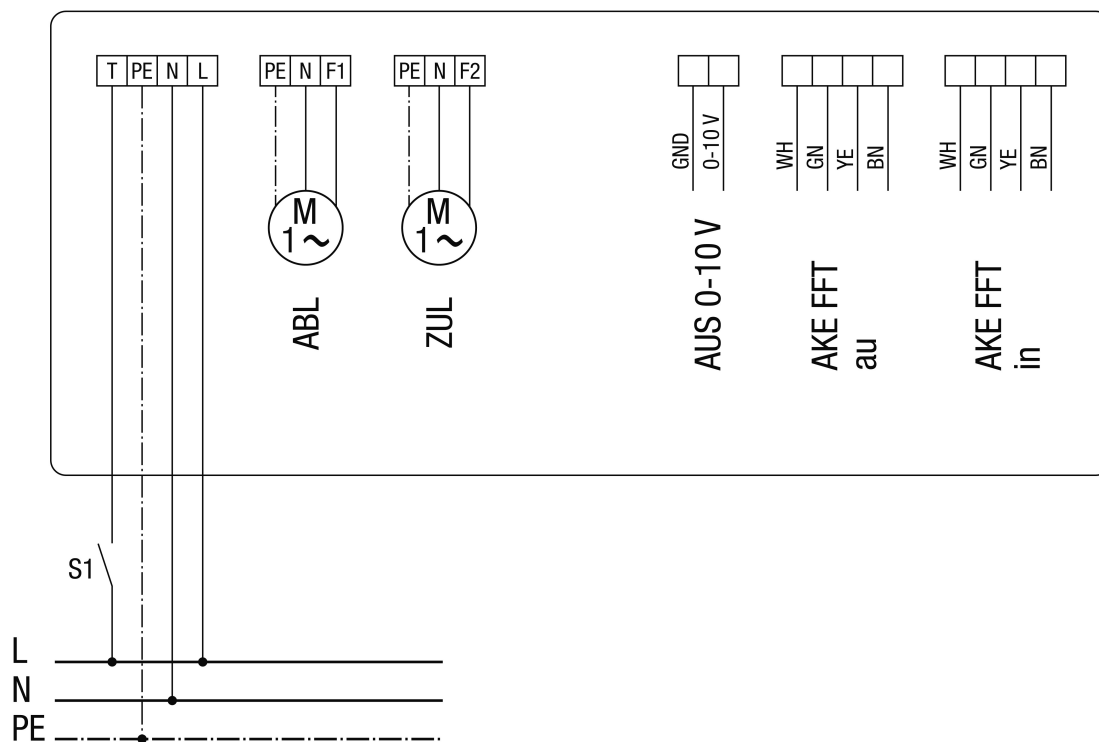 T PE N L
PE N F1
PE N F2
GND
0-10 V
WH
GN
YE
BN
WH
GN
YE
BN
M
1~
M
1~
ABL
ZUL
AUS 0-10 V
AKE FFT
au
AKE FFT
in
S1
L
N
PE